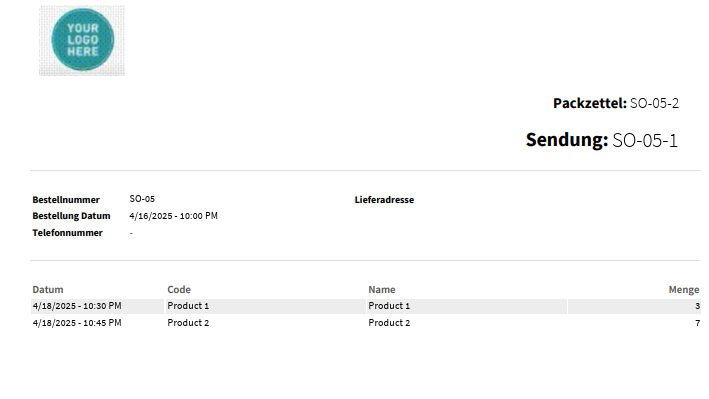 YOUR
LOGO
HERE
Packzettel: SO-05-2
Sendung: SO-05-1
Bestellnummer SO-05 Lieferadresse
Bestellung Datum 4/16/2025 - 10:00 PM
Telefonnummer -
Datum Code Name Menge
4/18/2025 - 10:30 PM Product 1 Product 1 3
4/18/2025 - 10:45 PM Product 2 Product 2 7